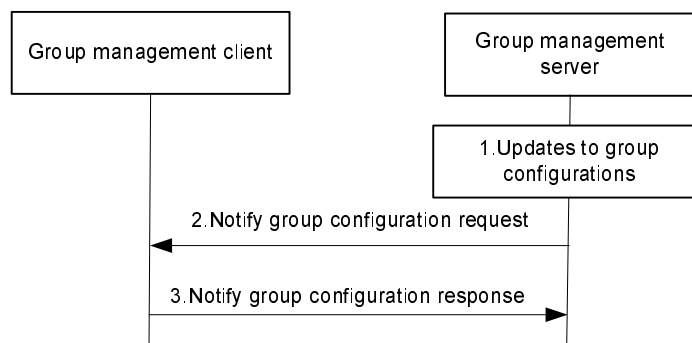 Group management client
Group management
server
1.Updates to group
configurations
2.Notify group configuration request
3.Notify group configuration response